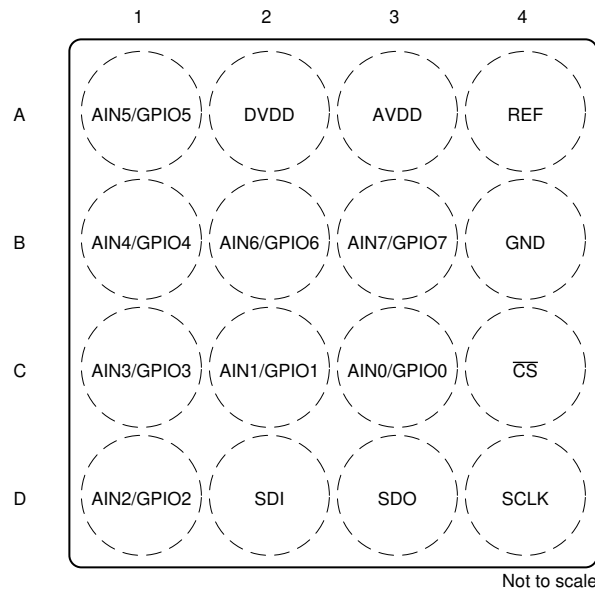 1 2 3 4
A AIN5/GPIO5 DVDD AVDD REF
B AIN4/GPIO4 AIN6/GPIO6 AIN7/GPIO7 GND
C AIN3/GPIO3 AIN1/GPIO1 AIN0/GPIO0 C̅S̅
D AIN2/GPIO2 SDI SDO SCLK
Not to scale